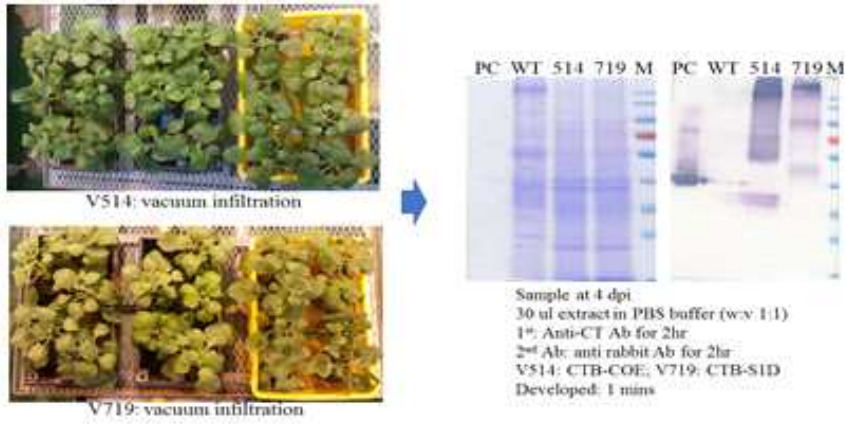 V514: vacuum infiltration
V719: vacuum infiltration
PC WT 514 719 M
PC WT 514 719 M
Sample at 4 dpi
30 ul extract in PBS buffer (w:v 1:1)
1st: Anti-CT Ab for 2hr
2nd Ab: anti rabbit Ab for 2hr
V514: CTB-COE, V719: CTB-S1D
Developed: 1 mins